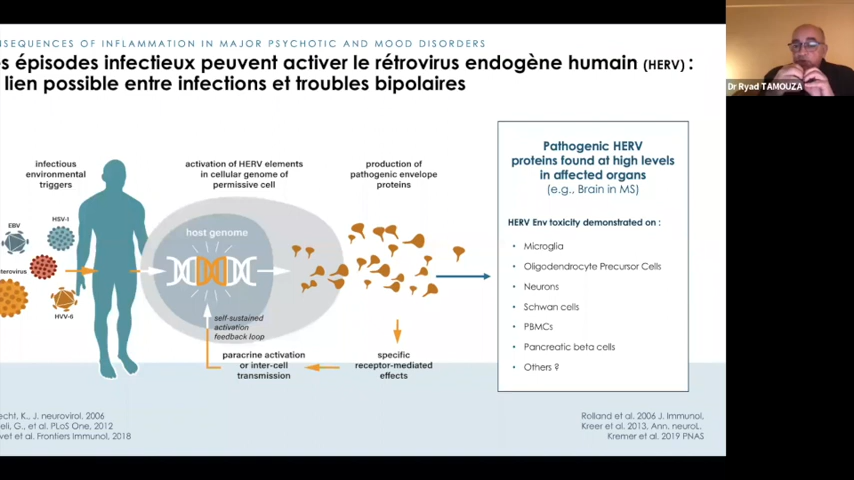 NSEQUENCES OF INFLAMMATION IN MAJOR PSYCHOTIC AND MOOD DISORDERS
s épisodes infectieux peuvent activer le rétrovirus endogène humain (HERV) :
lien possible entre infections et troubles bipolaires
Dr Ryad TAMOUZA
infectious
environmental
triggers
EBV
HSV-1
terovirus
HVV-6
activation of HERV elements
in cellular genome of
permissive cell
host genome
self-sustained
activation
feedback loop
production of
pathogenic envelope
proteins
specific
receptor-mediated
effects
paracrine activation
or inter-cell
transmission
Pathogenic HERV
proteins found at high levels
in affected organs
(e.g., Brain in MS)
HERV Env toxicity demonstrated on :
• Microglia
• Oligodendrocyte Precursor Cells
• Neurons
• Schwan cells
• PBMCs
• Pancreatic beta cells
• Others ?
echt, K., J. neurovirol. 2006
eli, G., et al. PLoS One, 2012
vet et al. Frontiers Immunol, 2018
Rolland et al. 2006 J. Immunol.
Kreer et al. 2013, Ann. neuroL.
Kremer et al. 2019 PNAS